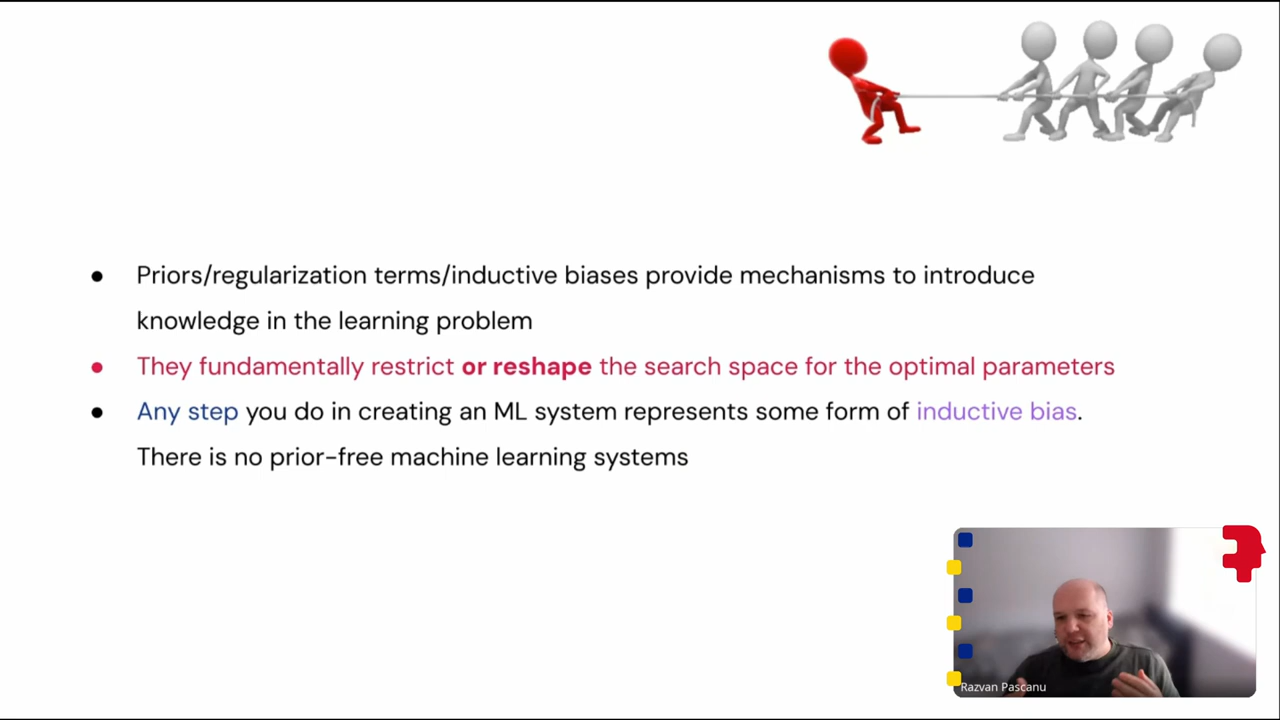 ● Priors/regularization terms/inductive biases provide mechanisms to introduce
knowledge in the learning problem
● They fundamentally restrict or reshape the search space for the optimal parameters
● Any step you do in creating an ML system represents some form of inductive bias.
There is no prior-free machine learning systems
Razvan Pascanu